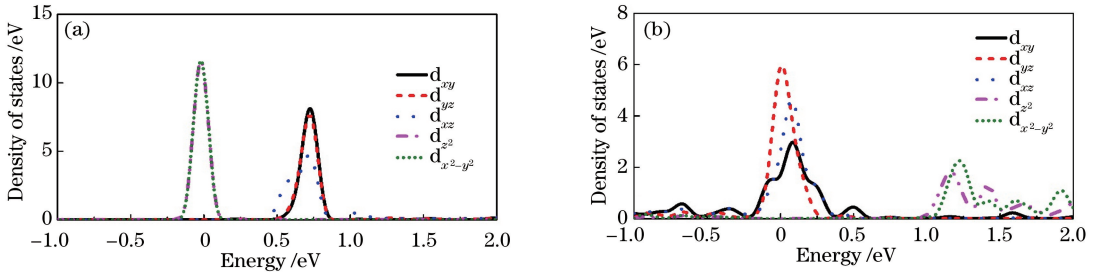 (a)
Density of states /eV
15
10
5
0
-1.0 -0.5 0 0.5 1.0 1.5 2.0
Energy /eV
d_xy
d_yz
d_xz
d_z²
d_x²−y²
(b)
Density of states /eV
8
6
4
2
0
-1.0 -0.5 0 0.5 1.0 1.5 2.0
Energy /eV
d_xy
d_yz
d_xz
d_z²
d_x²−y²